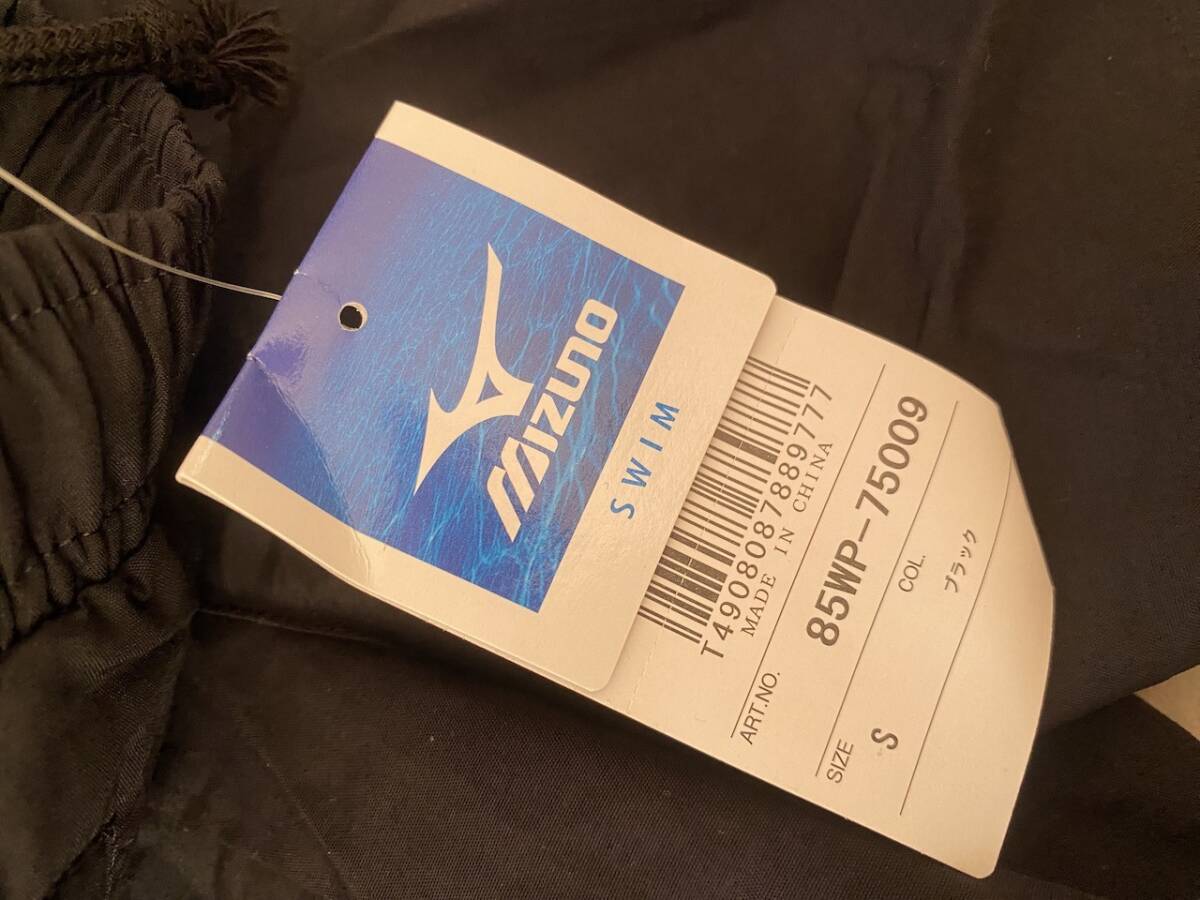 MIZUNO
SWIM
T4908087889777
MADE IN CHINA
ART.NO.
85WP-75009
SIZE
S
COL.
ブラック